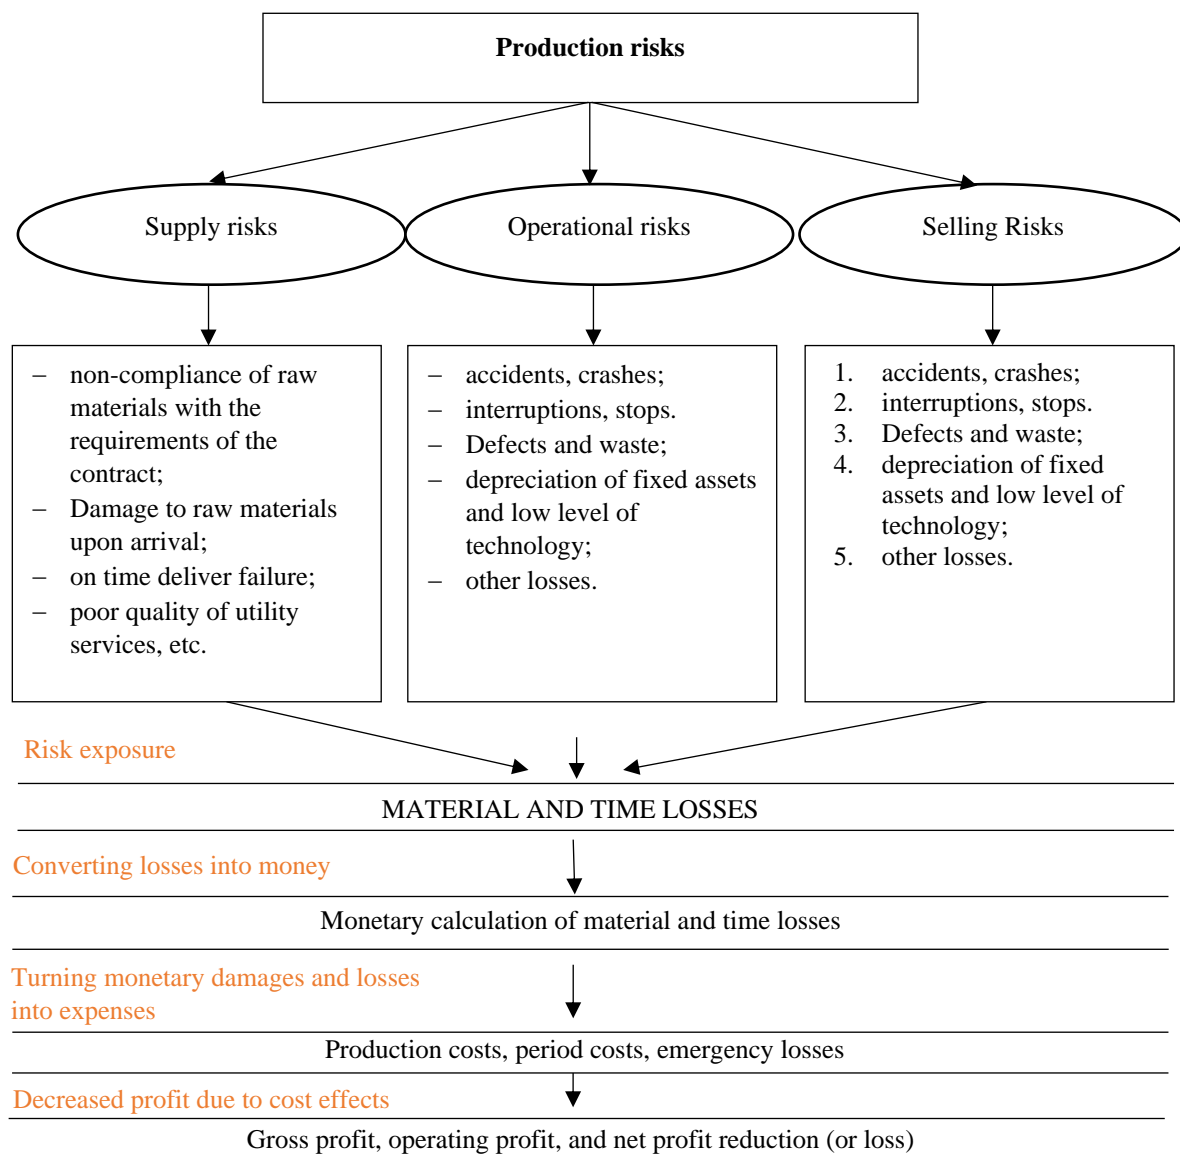 Production risks
Supply risks
Operational risks
Selling Risks
– non-compliance of raw
materials with the
requirements of the
contract;
– Damage to raw materials
upon arrival;
– on time deliver failure;
– poor quality of utility
services, etc.
– accidents, crashes;
– interruptions, stops.
– Defects and waste;
– depreciation of fixed assets
and low level of
technology;
– other losses.
1. accidents, crashes;
2. interruptions, stops.
3. Defects and waste;
4. depreciation of fixed
assets and low level of
technology;
5. other losses.
Risk exposure
MATERIAL AND TIME LOSSES
Converting losses into money
Monetary calculation of material and time losses
Turning monetary damages and losses
into expenses
Production costs, period costs, emergency losses
Decreased profit due to cost effects
Gross profit, operating profit, and net profit reduction (or loss)